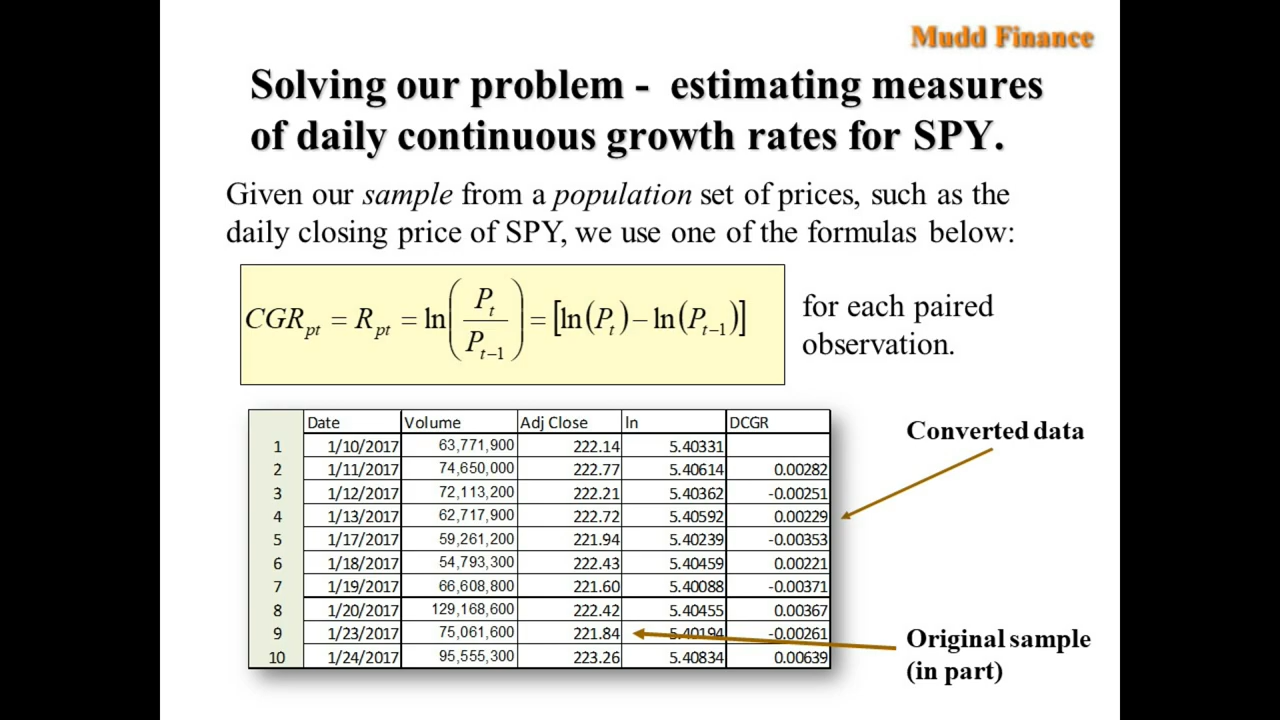 Mudd Finance
Solving our problem - estimating measures
of daily continuous growth rates for SPY.
Given our sample from a population set of prices, such as the
daily closing price of SPY, we use one of the formulas below:
CGR_pt = R_pt = ln(P_t / P_t−1) = [ln(P_t) − ln(P_t−1)]
for each paired
observation.
Date Volume Adj Close ln DCGR
1 1/10/2017 63,771,900 222.14 5.40331
2 1/11/2017 74,650,000 222.77 5.40614 0.00282
3 1/12/2017 72,113,200 222.21 5.40362 -0.00251
4 1/13/2017 62,717,900 222.72 5.40592 0.00229
5 1/17/2017 59,261,200 221.94 5.40239 -0.00353
6 1/18/2017 54,793,300 222.43 5.40459 0.00221
7 1/19/2017 66,608,800 221.60 5.40088 -0.00371
8 1/20/2017 129,168,600 222.42 5.40455 0.00367
9 1/23/2017 75,061,600 221.84 5.40194 -0.00261
10 1/24/2017 95,555,300 223.26 5.40834 0.00639
Converted data
Original sample
(in part)